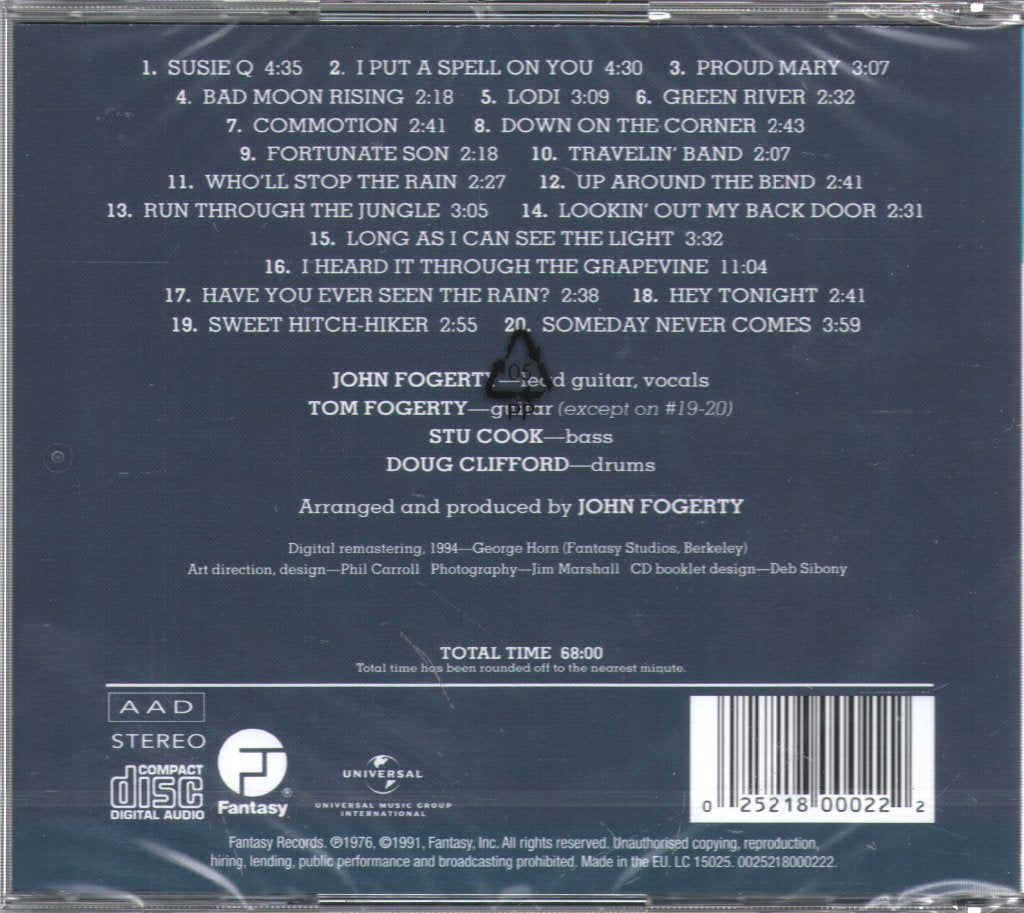 1. SUSIE Q 4:35 2. I PUT A SPELL ON YOU 4:30 3. PROUD MARY 3:07
4. BAD MOON RISING 2:18 5. LODI 3:09 6. GREEN RIVER 2:32
7. COMMOTION 2:41 8. DOWN ON THE CORNER 2:43
9. FORTUNATE SON 2:18 10. TRAVELIN' BAND 2:07
11. WHO'LL STOP THE RAIN 2:27 12. UP AROUND THE BEND 2:41
13. RUN THROUGH THE JUNGLE 3:05 14. LOOKIN' OUT MY BACK DOOR 2:31
15. LONG AS I CAN SEE THE LIGHT 3:32
16. I HEARD IT THROUGH THE GRAPEVINE 11:04
17. HAVE YOU EVER SEEN THE RAIN? 2:38 18. HEY TONIGHT 2:41
19. SWEET HITCH-HIKER 2:55 20. SOMEDAY NEVER COMES 3:59
05
PP
JOHN FOGERTY—lead guitar, vocals
TOM FOGERTY—guitar (except on #19-20)
STU COOK—bass
DOUG CLIFFORD—drums
Arranged and produced by JOHN FOGERTY
Digital remastering, 1994—George Horn (Fantasy Studios, Berkeley)
Art direction, design—Phil Carroll Photography—Jim Marshall CD booklet design—Deb Sibony
TOTAL TIME 68:00
Total time has been rounded off to the nearest minute.
AAD
STEREO
COMPACT
disc
DIGITAL AUDIO
Fantasy®
UNIVERSAL
UNIVERSAL MUSIC GROUP
INTERNATIONAL
0 25218 00022 2
Fantasy Records. ℗1976, ©1991, Fantasy, Inc. All rights reserved. Unauthorised copying, reproduction,
hiring, lending, public performance and broadcasting prohibited. Made in the EU. LC 15025. 0025218000222.